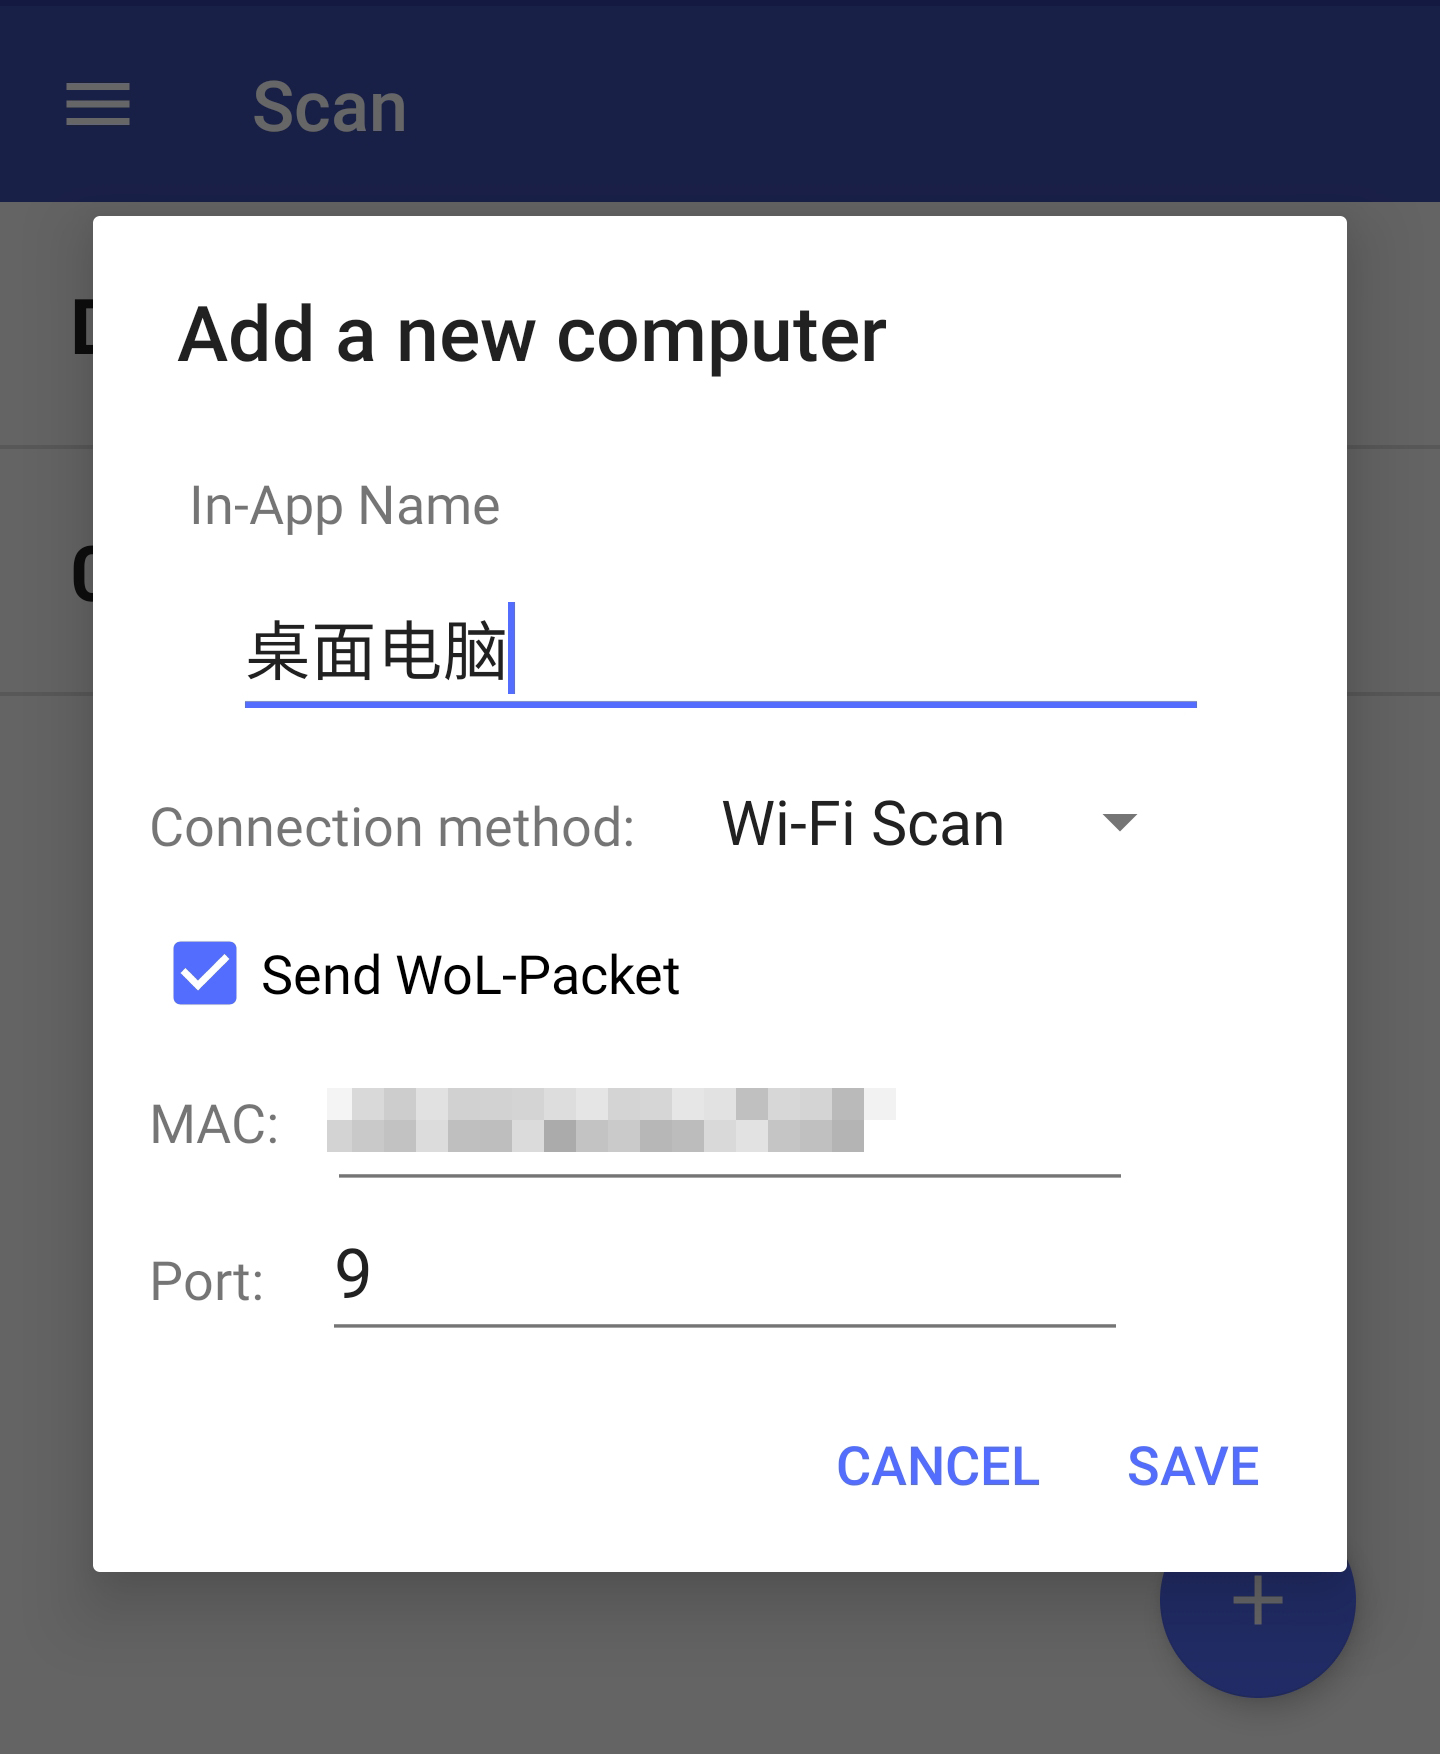 Scan
Add a new computer
In-App Name
桌面电脑
Connection method: Wi-Fi Scan
Send WoL-Packet
MAC:
Port: 9
CANCEL SAVE